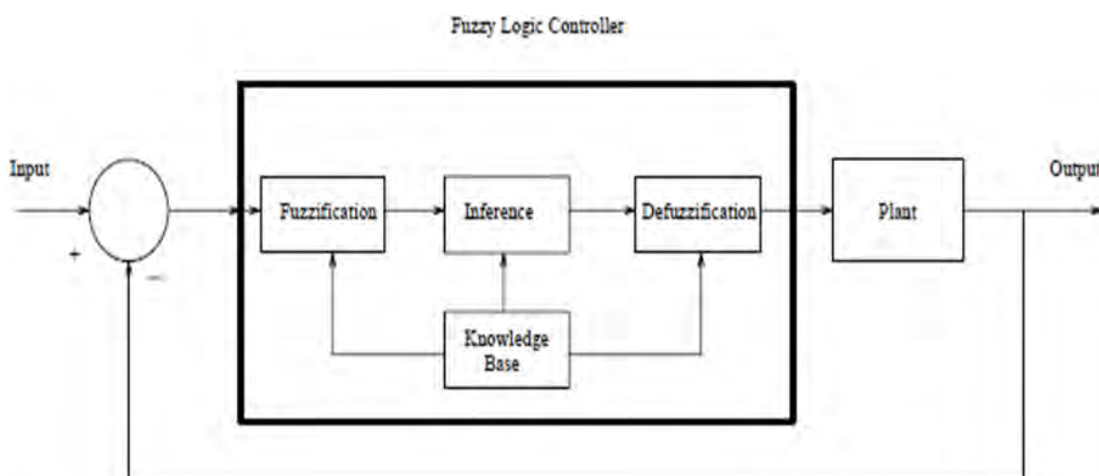 Fuzzy Logic Controller
Input
Output
Fuzzification
Inference
Defuzzification
Plant
+
−
Knowledge
Base